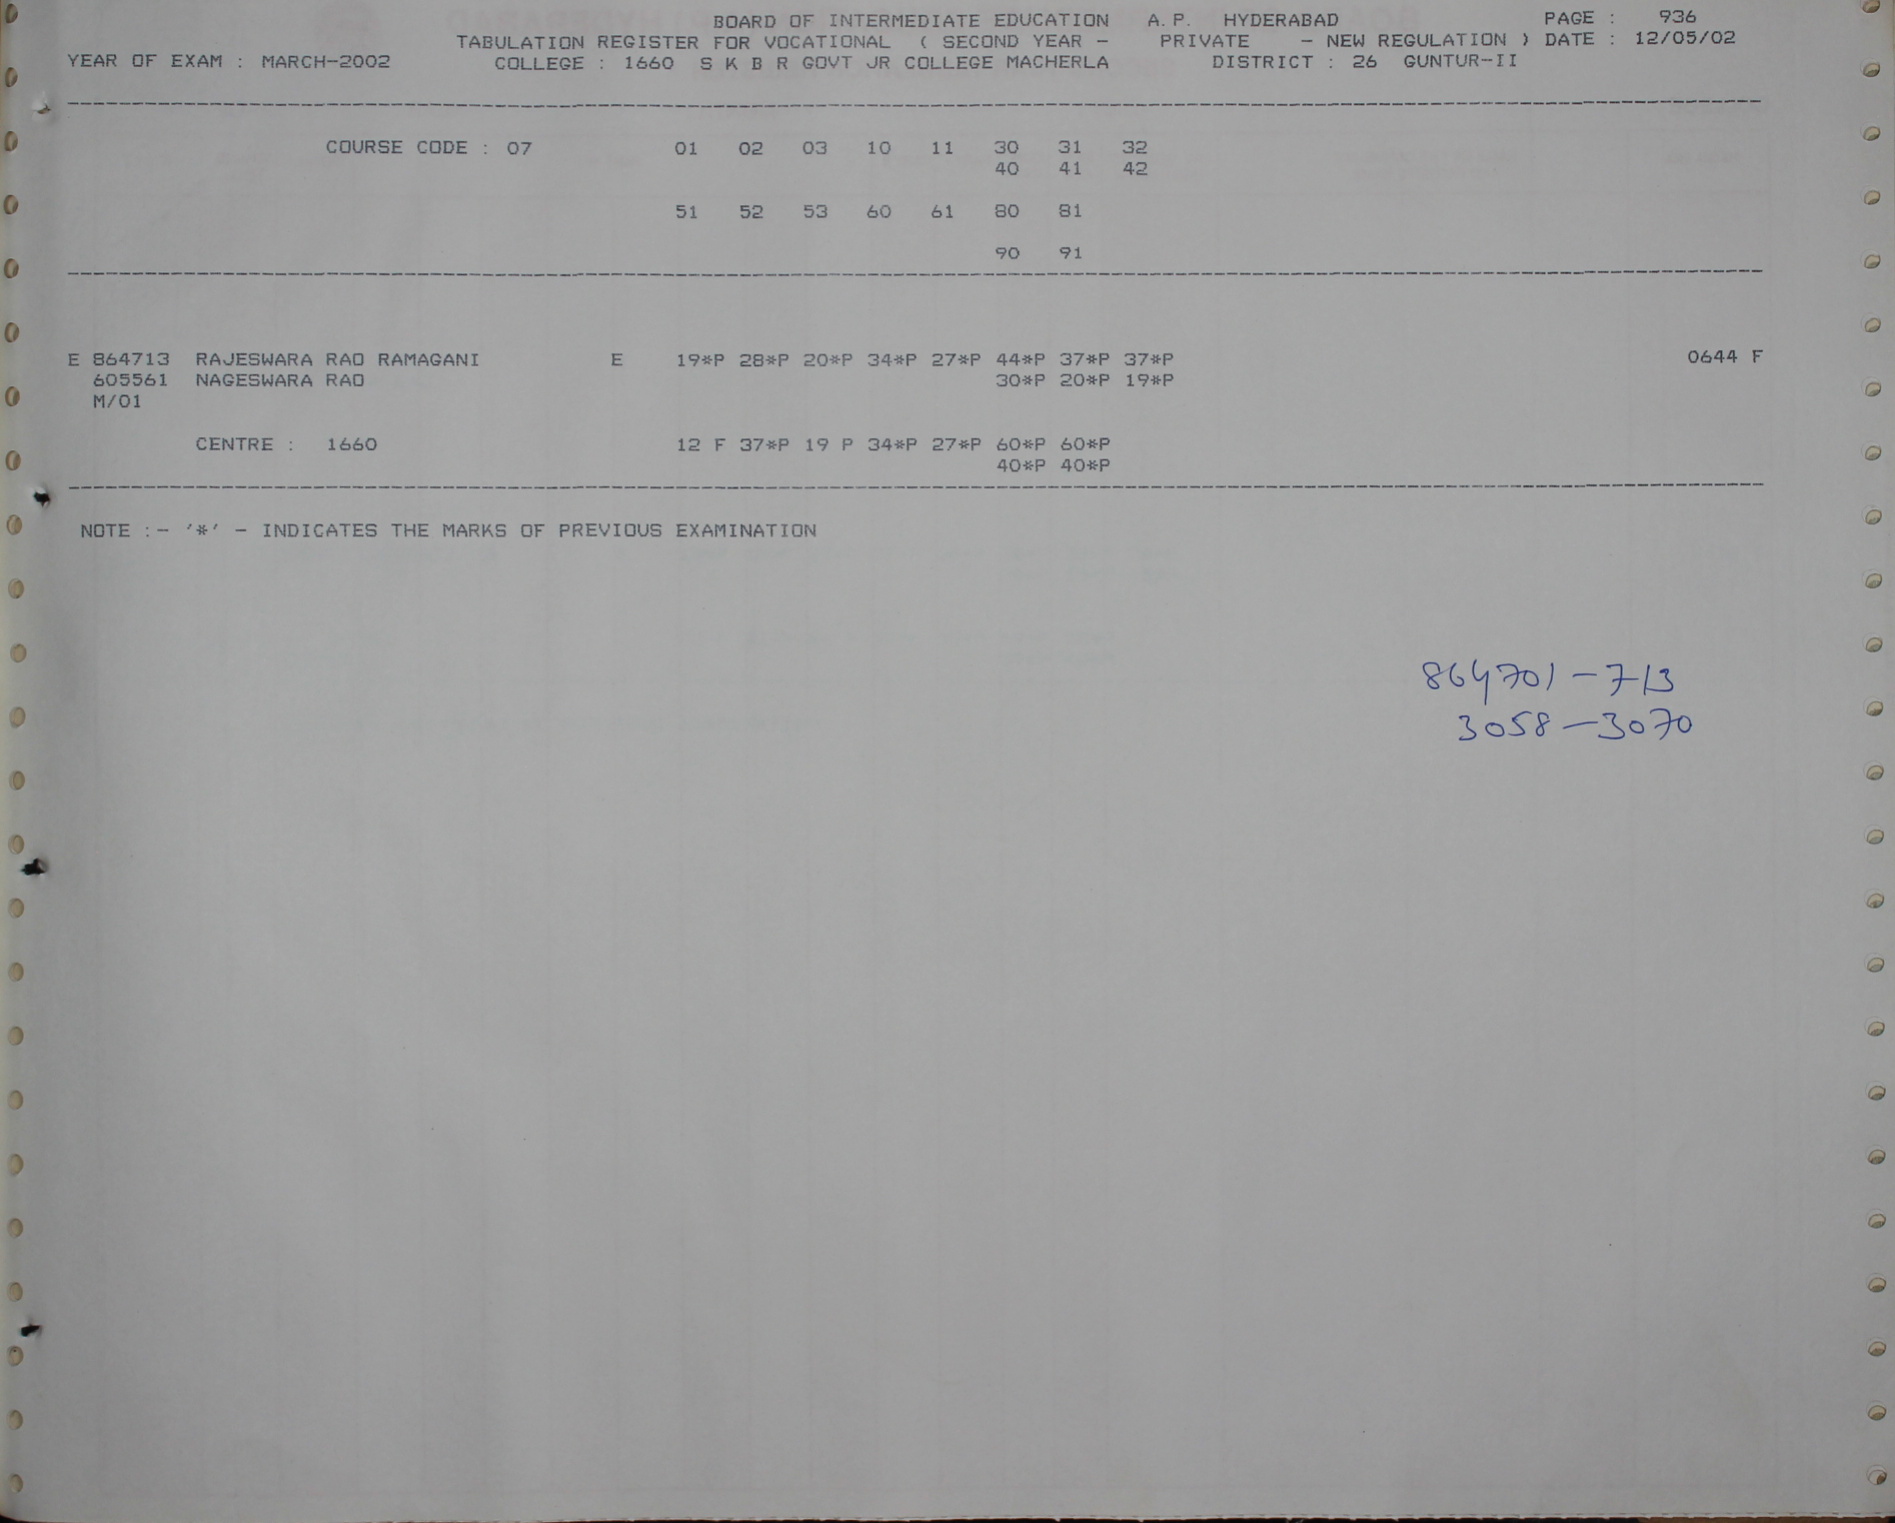 BOARD OF INTERMEDIATE EDUCATION A.P. HYDERABAD PAGE : 936
TABULATION REGISTER FOR VOCATIONAL ( SECOND YEAR - PRIVATE - NEW REGULATION ) DATE : 12/05/02
YEAR OF EXAM : MARCH-2002 COLLEGE : 1660 S K B R GOVT JR COLLEGE MACHERLA DISTRICT : 26 GUNTUR-II
COURSE CODE : 07 01 02 03 10 11 30 31 32
40 41 42
51 52 53 60 61 80 81
90 91
E 864713 RAJESWARA RAO RAMAGANI E 19*P 28*P 20*P 34*P 27*P 44*P 37*P 37*P 0644 F
605561 NAGESWARA RAO 30*P 20*P 19*P
M/01
CENTRE : 1660 12 F 37*P 19 P 34*P 27*P 60*P 60*P
40*P 40*P
NOTE :- '*' - INDICATES THE MARKS OF PREVIOUS EXAMINATION
864701-713
3058-3070